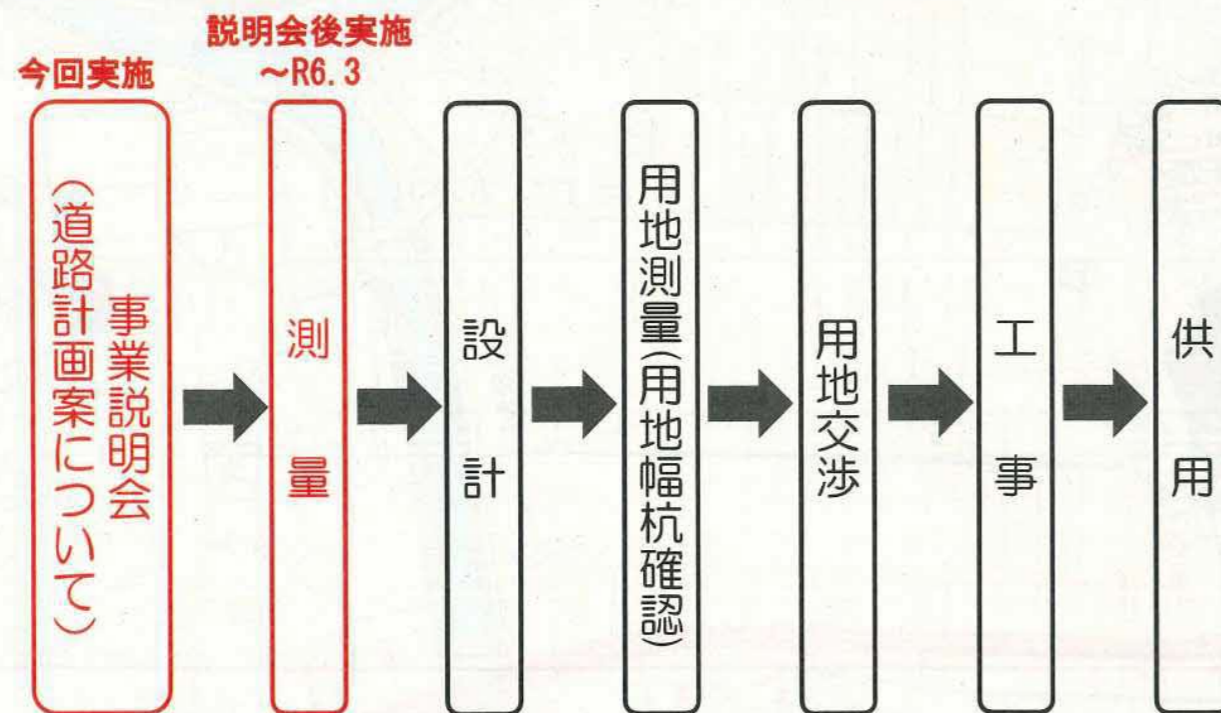 今回実施
説明会後実施
～R6.3
事業説明会
（道路計画案について）
測量
設計
用地測量（用地幅杭確認）
用地交渉
工事
供用